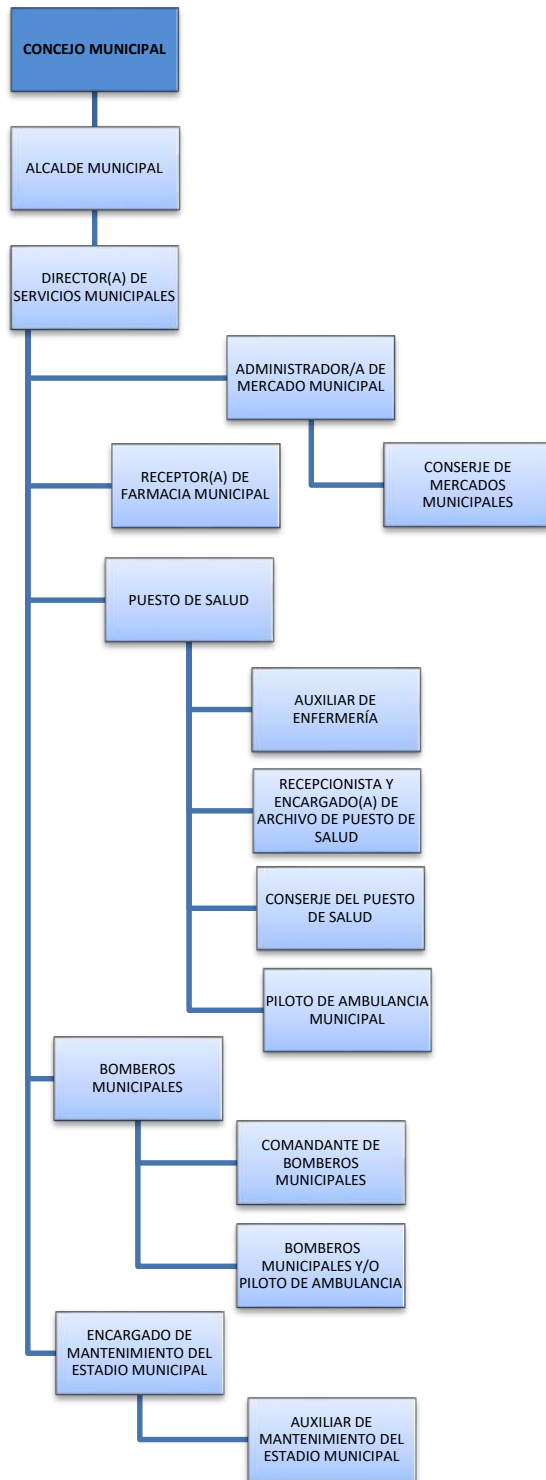 CONCEJO MUNICIPAL
ALCALDE MUNICIPAL
DIRECTOR(A) DE
SERVICIOS MUNICIPALES
ADMINISTRADOR/A DE
MERCADO MUNICIPAL
CONSERJE DE
MERCADOS
MUNICIPALES
RECEPTOR(A) DE
FARMACIA MUNICIPAL
PUESTO DE SALUD
AUXILIAR DE
ENFERMERÍA
RECEPCIONISTA Y
ENCARGADO(A) DE
ARCHIVO DE PUESTO DE
SALUD
CONSERJE DEL PUESTO
DE SALUD
PILOTO DE AMBULANCIA
MUNICIPAL
BOMBEROS
MUNICIPALES
COMANDANTE DE
BOMBEROS
MUNICIPALES
BOMBEROS
MUNICIPALES Y/O
PILOTO DE AMBULANCIA
ENCARGADO DE
MANTENIMIENTO DEL
ESTADIO MUNICIPAL
AUXILIAR DE
MANTENIMIENTO DEL
ESTADIO MUNICIPAL